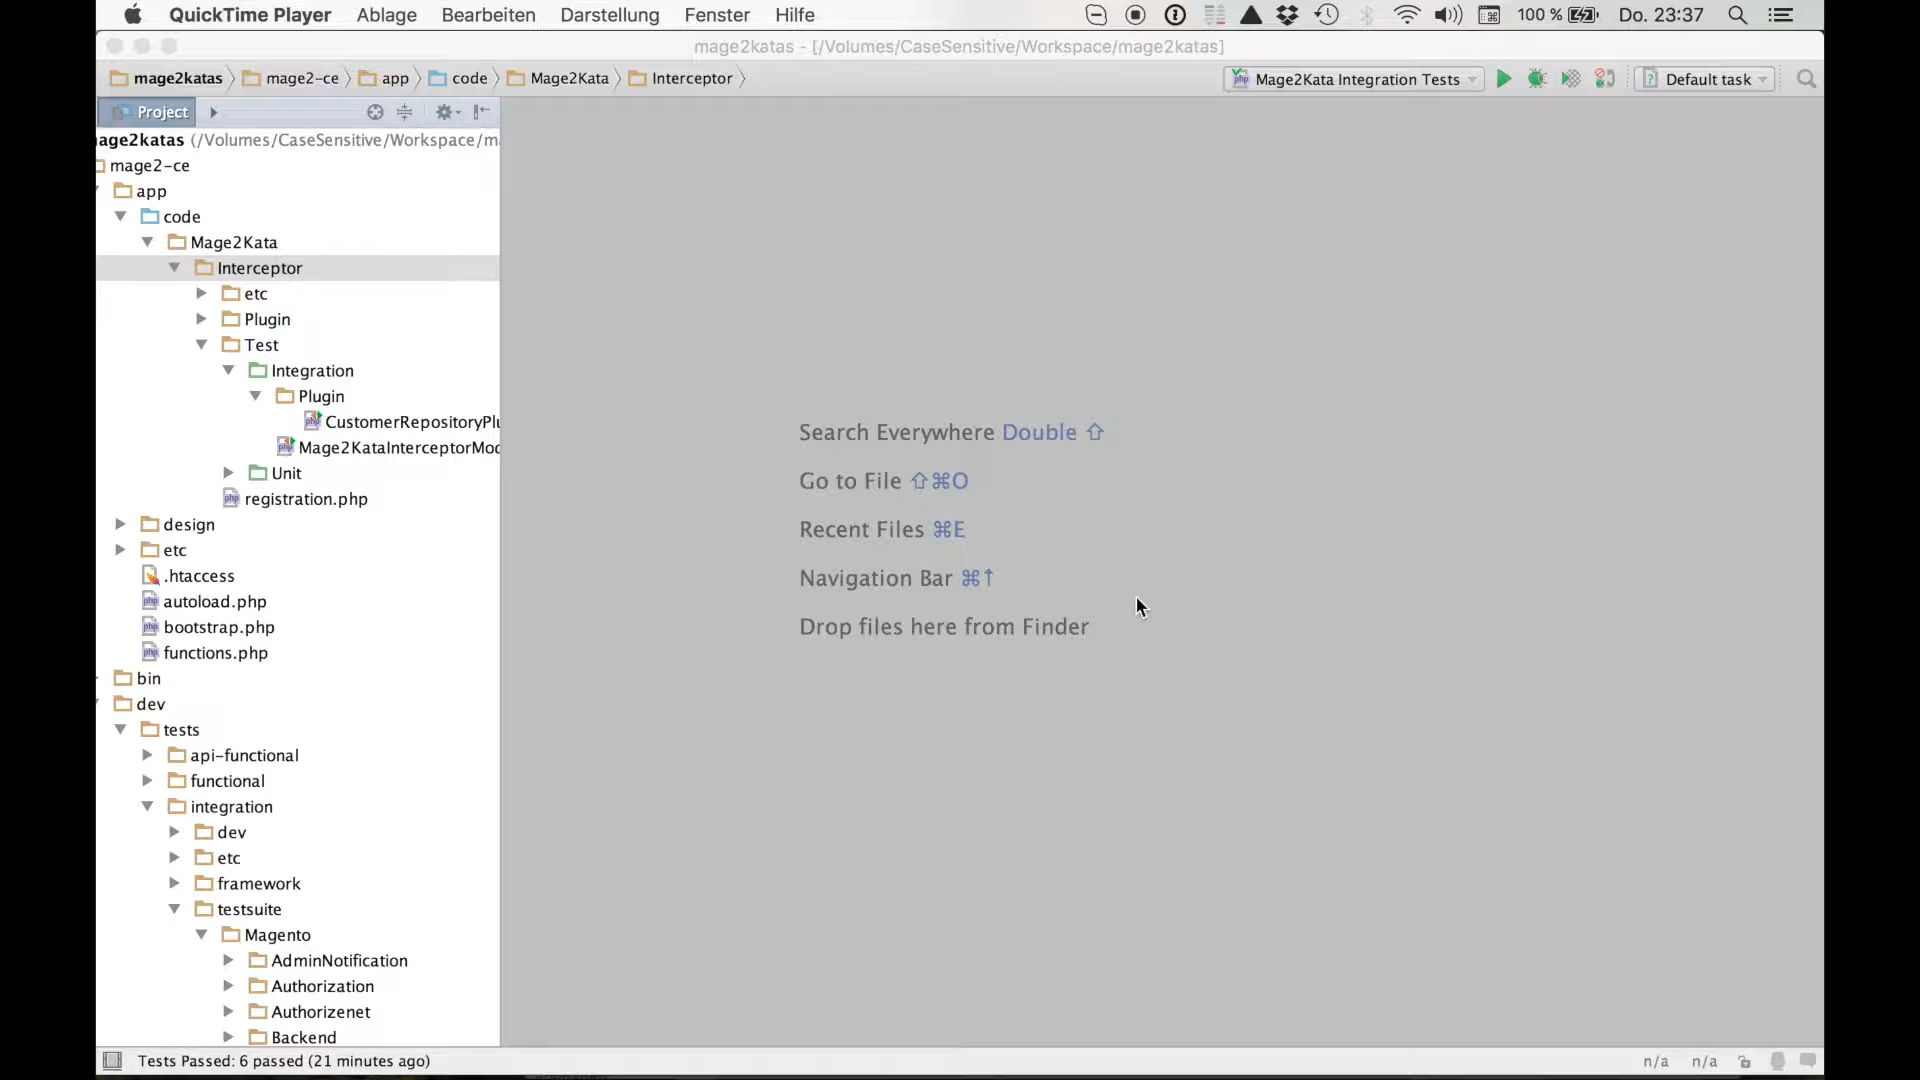 QuickTime Player Ablage Bearbeiten Darstellung Fenster Hilfe 100 % Do. 23:37
mage2katas - [/Volumes/CaseSensitive/Workspace/mage2katas]
mage2katas mage2-ce app code Mage2Kata Interceptor Mage2Kata Integration Tests Default task
Project
mage2katas (/Volumes/CaseSensitive/Workspace/m
mage2-ce
app
code
Mage2Kata
Interceptor
etc
Plugin
Test
Integration
Plugin
CustomerRepositoryPlu
Mage2KataInterceptorMod
Unit
registration.php
design
etc
.htaccess
autoload.php
bootstrap.php
functions.php
bin
dev
tests
api-functional
functional
integration
dev
etc
framework
testsuite
Magento
AdminNotification
Authorization
Authorizenet
Backend
Search Everywhere Double ⇧
Go to File ⇧⌘O
Recent Files ⌘E
Navigation Bar ⌘↑
Drop files here from Finder
Tests Passed: 6 passed (21 minutes ago) n/a n/a